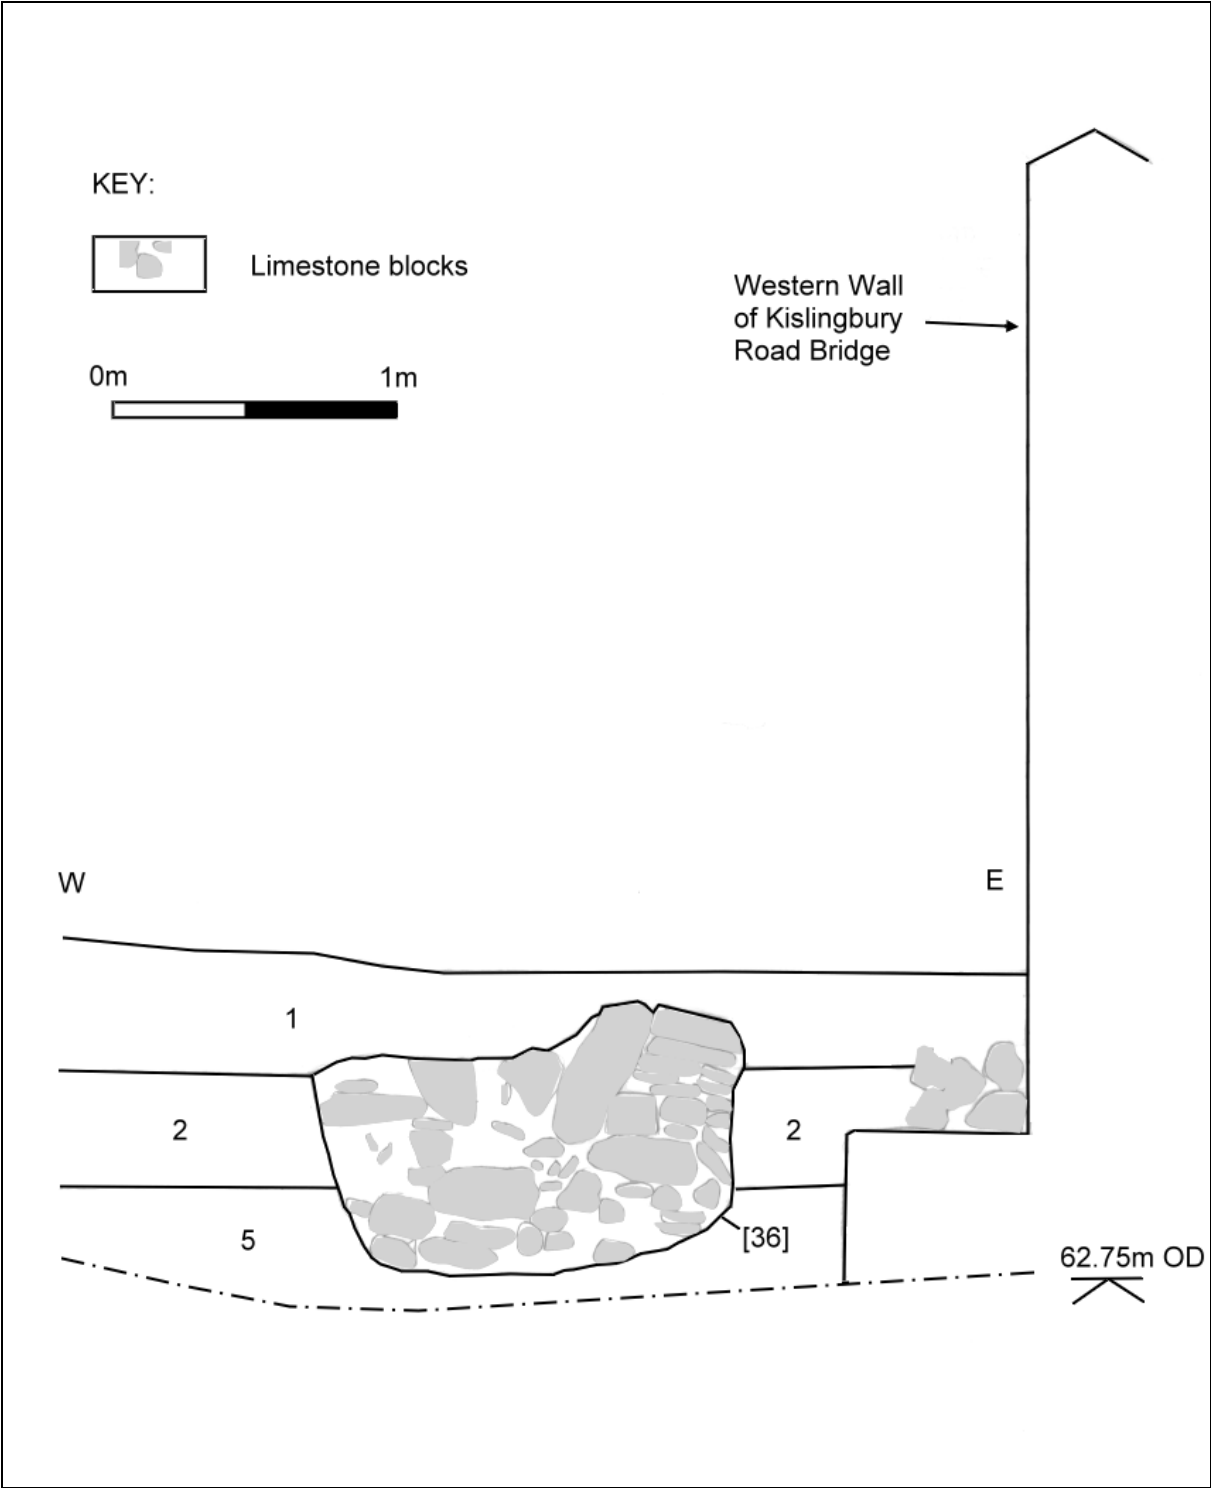 KEY:
Limestone blocks
0m 1m
Western Wall
of Kislingbury
Road Bridge
W E
1
2 2
5
[36]
62.75m OD